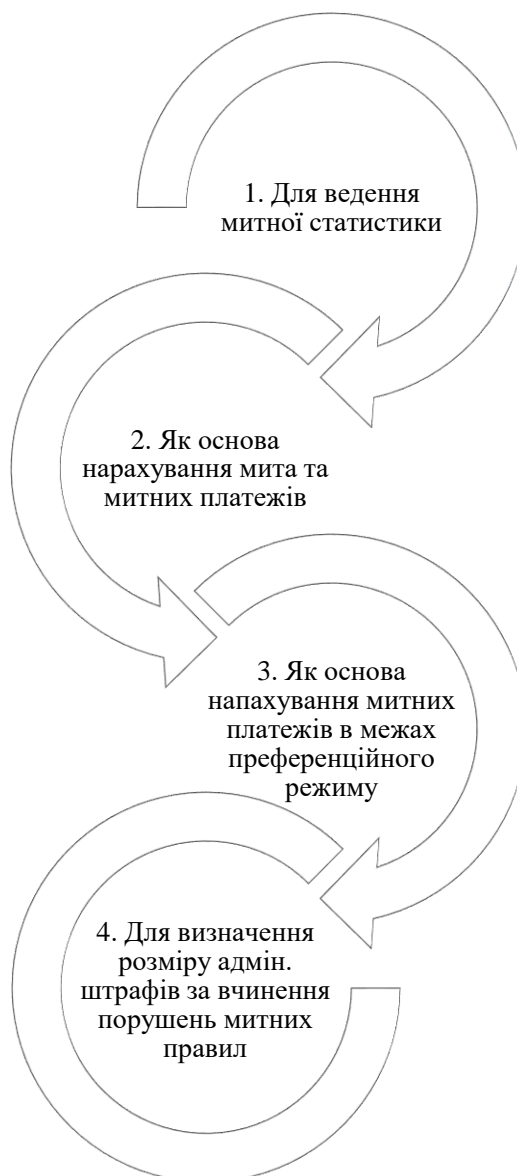 1. Для ведення
митної статистики
2. Як основа
нарахування мита та
митних платежів
3. Як основа
напахування митних
платежів в межах
преференційного
режиму
4. Для визначення
розміру адмін.
штрафів за вчинення
порушень митних
правил